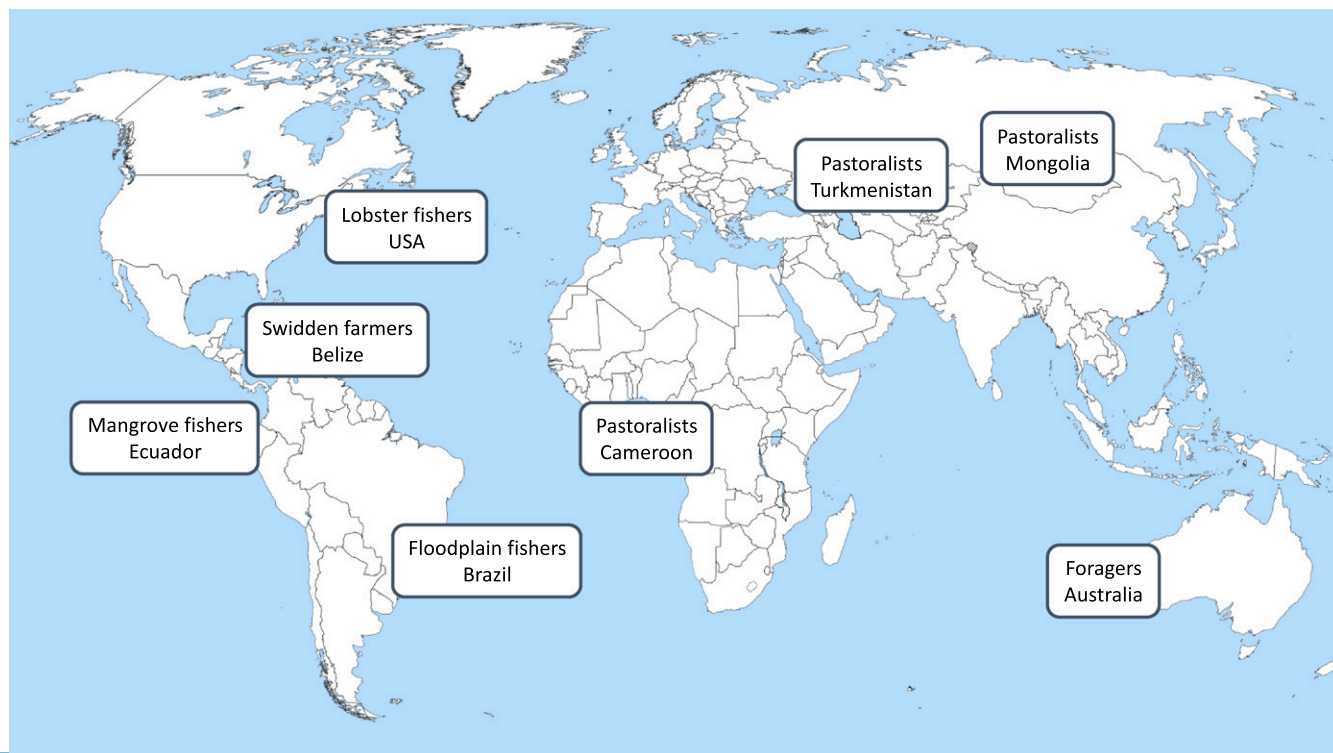 Pastoralists
Mongolia
Pastoralists
Turkmenistan
Lobster fishers
USA
Swidden farmers
Belize
Mangrove fishers
Ecuador
Pastoralists
Cameroon
Floodplain fishers
Brazil
Foragers
Australia